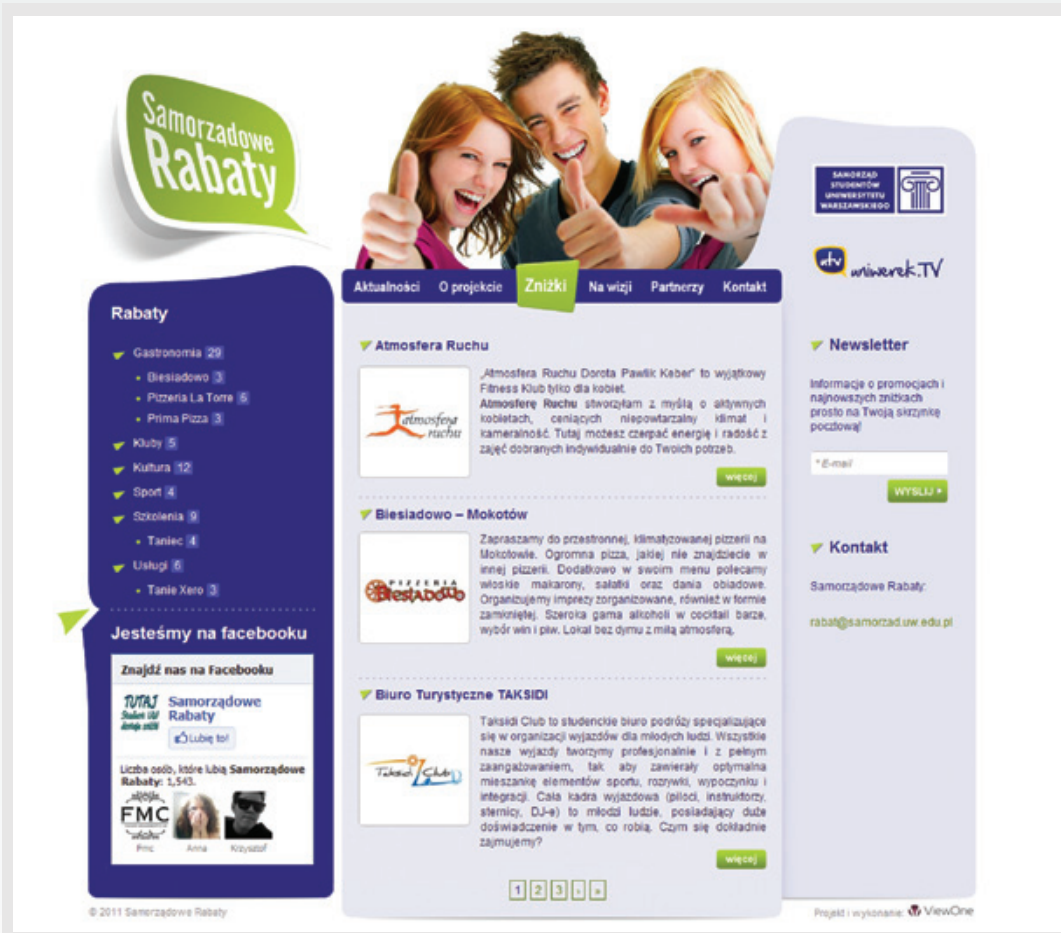 Samorządowe
Rabaty
SAMORZĄD
STUDENTÓW
UNIWERSYTETU
WARSZAWSKIEGO
utv uniwerek.TV
Aktualności O projekcie Zniżki Na wizji Partnerzy Kontakt
Rabaty
Gastronomia 29
Biesiadowo 3
Pizzeria La Torre 6
Prima Pizza 3
Kluby 5
Kultura 12
Sport 4
Szkolenia 9
Taniec 4
Usługi 6
Tanie Xero 3
Jesteśmy na facebooku
Znajdź nas na Facebooku
TUTAJ
Samorządowe
Rabaty
Lubię to!
Liczba osób, które lubią Samorządowe
Rabaty: 1,543.
FMC
Fmc Anna Krzysztof
© 2011 Samorządowe Rabaty
Atmosfera Ruchu
atmosfera
ruchu
„Atmosfera Ruchu Dorota Pawlik Keber" to wyjątkowy
Fitness Klub tylko dla kobiet.
Atmosferę Ruchu stworzyłam z myślą o aktywnych
kobietach, ceniących niepowtarzalny klimat i
kameralność. Tutaj możesz czerpać energię i radość z
zajęć dobranych indywidualnie do Twoich potrzeb.
więcej
Biesiadowo – Mokotów
PIZZERIA
BIESIADOWO
Zapraszamy do przestronnej, klimatyzowanej pizzerii na
Mokotowie. Ogromna pizza, jakiej nie znajdziecie w
innej pizzerii. Dodatkowo w swoim menu polecamy
włoskie makarony, sałatki oraz dania obiadowe.
Organizujemy imprezy zorganizowane, również w formie
zamkniętej. Szeroka gama alkoholi w cocktail barze,
wybór win i piw. Lokal bez dymu z miłą atmosferą.
więcej
Biuro Turystyczne TAKSIDI
Taksidi Club
Taksidi Club to studenckie biuro podróży specjalizujące
się w organizacji wyjazdów dla młodych ludzi. Wszystkie
nasze wyjazdy tworzymy profesjonalnie i z pełnym
zaangażowaniem, tak aby zawierały optymalna
mieszankę elementów sportu, rozrywki, wypoczynku i
integracji. Cała kadra wyjazdowa (piloci, instruktorzy,
sternicy, DJ-e) to młodzi ludzie, posiadający duże
doświadczenie w tym, co robią. Czym się dokładnie
zajmujemy?
więcej
1 2 3 › »
Newsletter
Informacje o promocjach i
najnowszych zniżkach
prosto na Twoją skrzynkę
pocztową!
* E-mail
WYŚLIJ
Kontakt
Samorządowe Rabaty:
rabat@samorzad.uw.edu.pl
Projekt i wykonanie: ViewOne